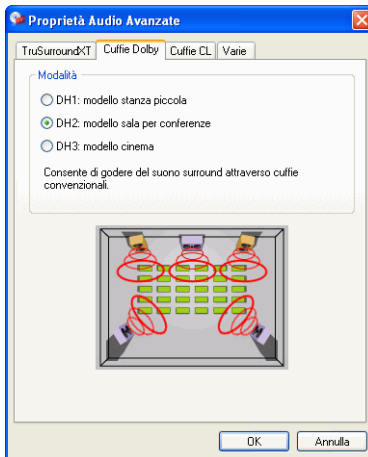 Proprietà Audio Avanzate
TruSurroundXT Cuffie Dolby Cuffie CL Varie
Modalità
DH1: modello stanza piccola
DH2: modello sala per conferenze
DH3: modello cinema
Consente di godere del suono surround attraverso cuffie
convenzionali.
OK Annulla